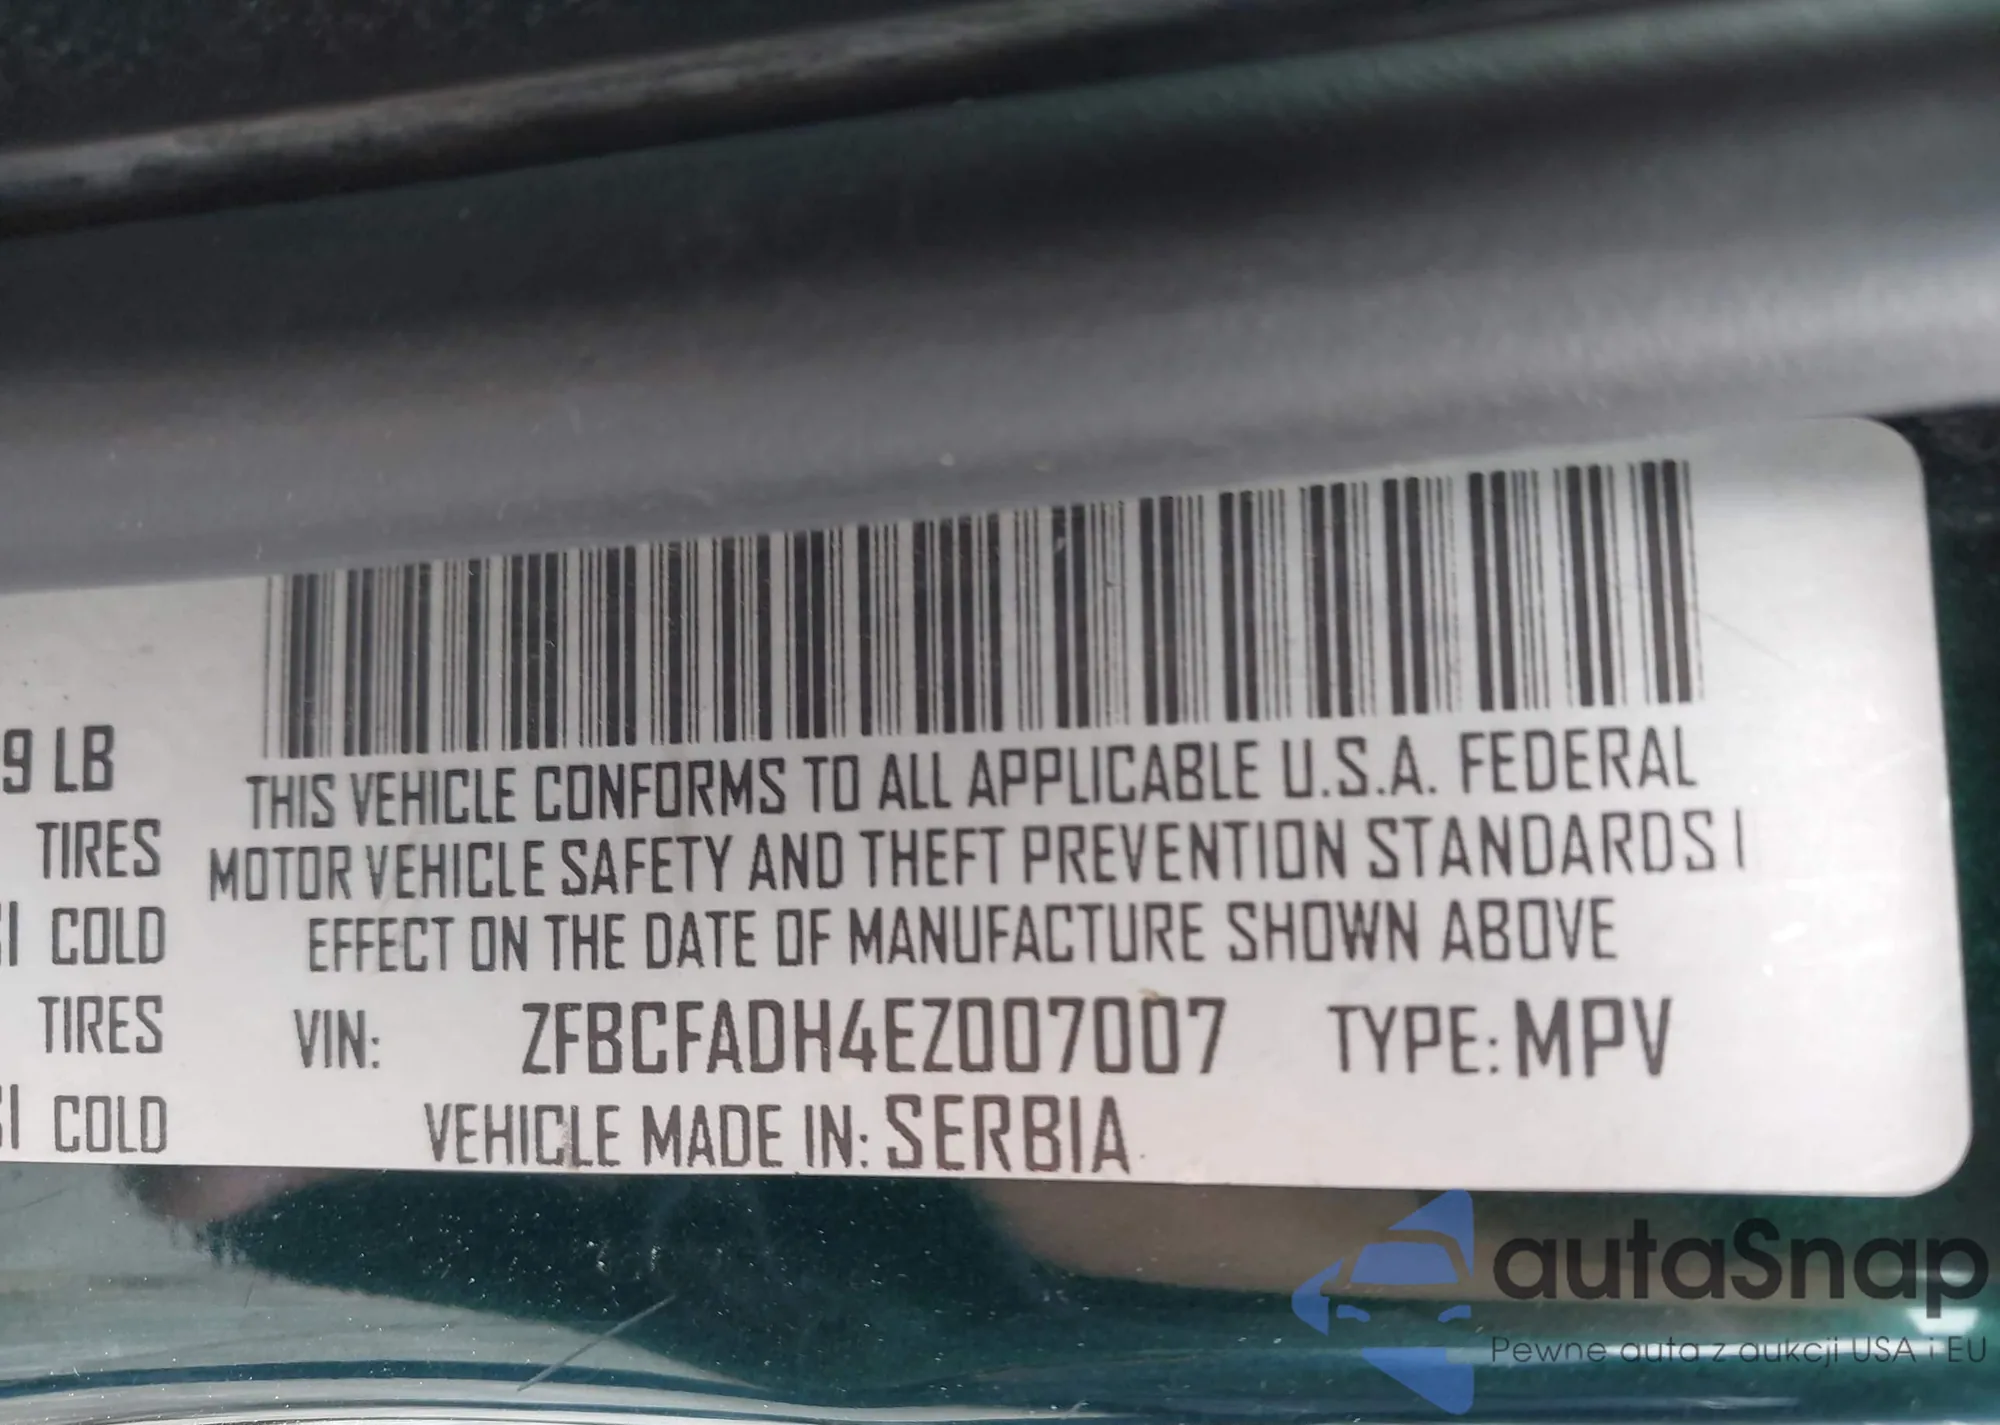 9 LB
TIRES
I COLD
TIRES
I COLD
THIS VEHICLE CONFORMS TO ALL APPLICABLE U.S.A. FEDERAL
MOTOR VEHICLE SAFETY AND THEFT PREVENTION STANDARDS I
EFFECT ON THE DATE OF MANUFACTURE SHOWN ABOVE
VIN: ZFBCFADH4EZ007007 TYPE: MPV
VEHICLE MADE IN: SERBIA
autaSnap
Pewne auta z aukcji USA i EU